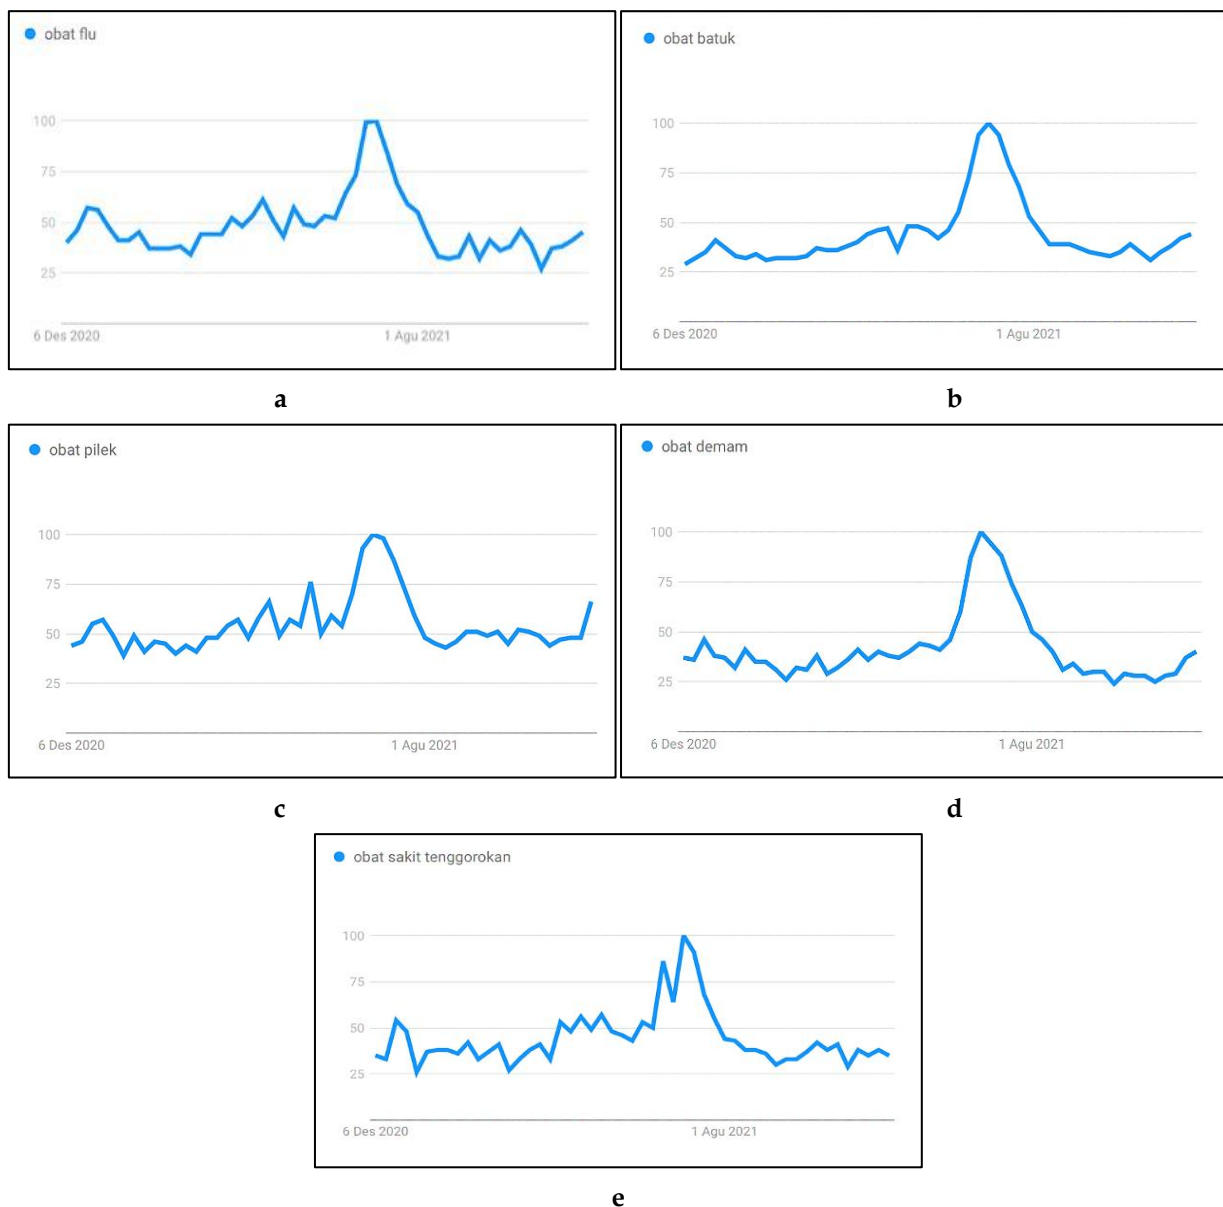 obat flu
100
75
50
25
6 Des 2020 1 Agu 2021
a
obat batuk
100
75
50
25
6 Des 2020 1 Agu 2021
b
obat pilek
100
75
50
25
6 Des 2020 1 Agu 2021
c
obat demam
100
75
50
25
6 Des 2020 1 Agu 2021
d
obat sakit tenggorokan
100
75
50
25
6 Des 2020 1 Agu 2021
e